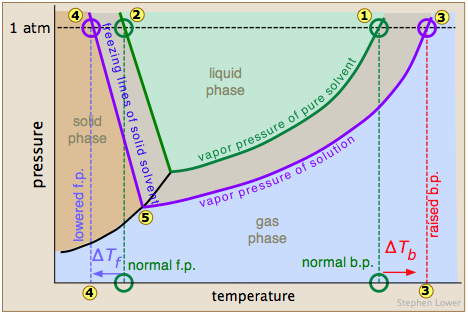 4
2
1
3
1 atm
freezing lines of solid solvent
liquid
phase
solid
phase
vapor pressure of pure solvent
vapor pressure of solution
pressure
lowered f.p.
raised b.p.
5
gas
phase
ΔTf
normal f.p.
normal b.p.
ΔTb
4
temperature
3
Stephen Lower